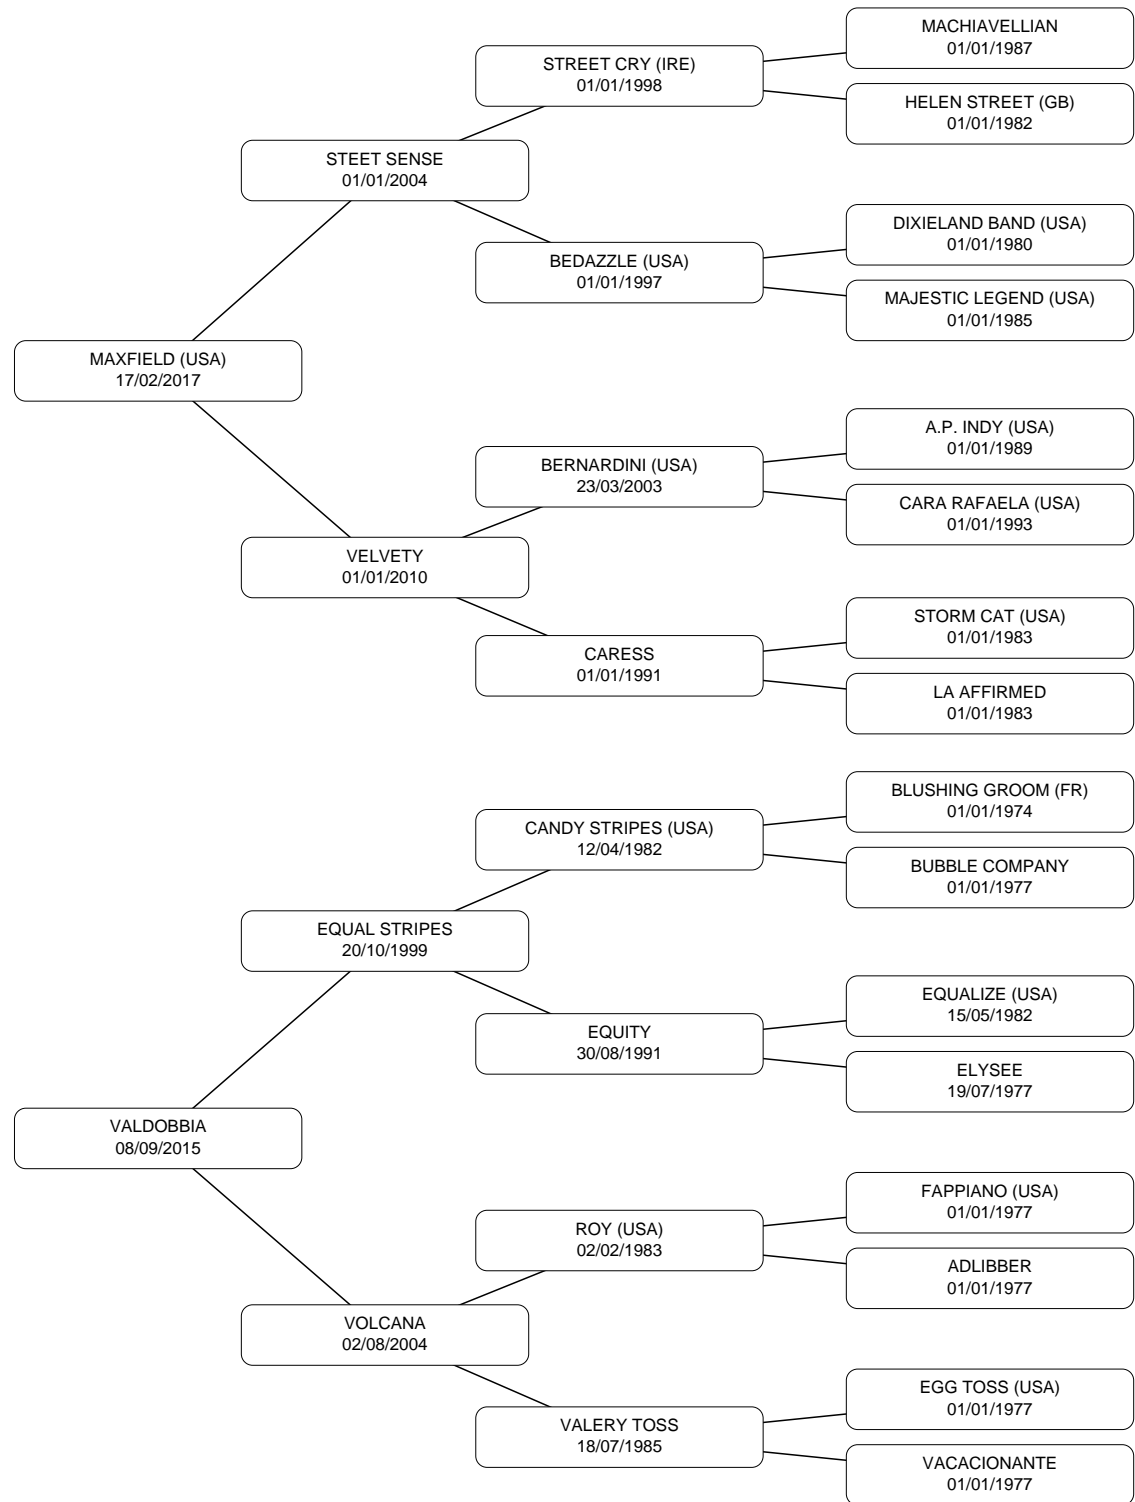 MACHIAVELLIAN
01/01/1987
STREET CRY (IRE)
01/01/1998
HELEN STREET (GB)
01/01/1982
STEET SENSE
01/01/2004
DIXIELAND BAND (USA)
01/01/1980
BEDAZZLE (USA)
01/01/1997
MAJESTIC LEGEND (USA)
01/01/1985
MAXFIELD (USA)
17/02/2017
A.P. INDY (USA)
01/01/1989
BERNARDINI (USA)
23/03/2003
CARA RAFAELA (USA)
01/01/1993
VELVETY
01/01/2010
STORM CAT (USA)
01/01/1983
CARESS
01/01/1991
LA AFFIRMED
01/01/1983
BLUSHING GROOM (FR)
01/01/1974
CANDY STRIPES (USA)
12/04/1982
BUBBLE COMPANY
01/01/1977
EQUAL STRIPES
20/10/1999
EQUALIZE (USA)
15/05/1982
EQUITY
30/08/1991
ELYSEE
19/07/1977
VALDOBBIA
08/09/2015
FAPPIANO (USA)
01/01/1977
ROY (USA)
02/02/1983
ADLIBBER
01/01/1977
VOLCANA
02/08/2004
EGG TOSS (USA)
01/01/1977
VALERY TOSS
18/07/1985
VACACIONANTE
01/01/1977